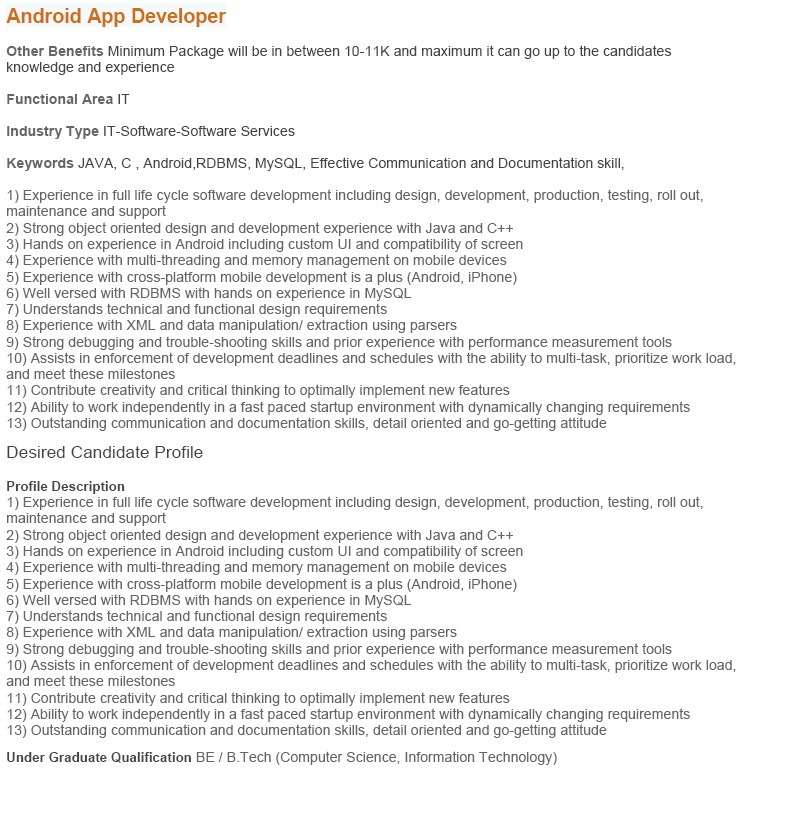 Android App Developer
Other Benefits Minimum Package will be in between 10-11K and maximum it can go up to the candidates
knowledge and experience
Functional Area IT
Industry Type IT-Software-Software Services
Keywords JAVA, C , Android,RDBMS, MySQL, Effective Communication and Documentation skill,
1) Experience in full life cycle software development including design, development, production, testing, roll out,
maintenance and support
2) Strong object oriented design and development experience with Java and C++
3) Hands on experience in Android including custom UI and compatibility of screen
4) Experience with multi-threading and memory management on mobile devices
5) Experience with cross-platform mobile development is a plus (Android, iPhone)
6) Well versed with RDBMS with hands on experience in MySQL
7) Understands technical and functional design requirements
8) Experience with XML and data manipulation/ extraction using parsers
9) Strong debugging and trouble-shooting skills and prior experience with performance measurement tools
10) Assists in enforcement of development deadlines and schedules with the ability to multi-task, prioritize work load,
and meet these milestones
11) Contribute creativity and critical thinking to optimally implement new features
12) Ability to work independently in a fast paced startup environment with dynamically changing requirements
13) Outstanding communication and documentation skills, detail oriented and go-getting attitude
Desired Candidate Profile
Profile Description
1) Experience in full life cycle software development including design, development, production, testing, roll out,
maintenance and support
2) Strong object oriented design and development experience with Java and C++
3) Hands on experience in Android including custom UI and compatibility of screen
4) Experience with multi-threading and memory management on mobile devices
5) Experience with cross-platform mobile development is a plus (Android, iPhone)
6) Well versed with RDBMS with hands on experience in MySQL
7) Understands technical and functional design requirements
8) Experience with XML and data manipulation/ extraction using parsers
9) Strong debugging and trouble-shooting skills and prior experience with performance measurement tools
10) Assists in enforcement of development deadlines and schedules with the ability to multi-task, prioritize work load,
and meet these milestones
11) Contribute creativity and critical thinking to optimally implement new features
12) Ability to work independently in a fast paced startup environment with dynamically changing requirements
13) Outstanding communication and documentation skills, detail oriented and go-getting attitude
Under Graduate Qualification BE / B.Tech (Computer Science, Information Technology)